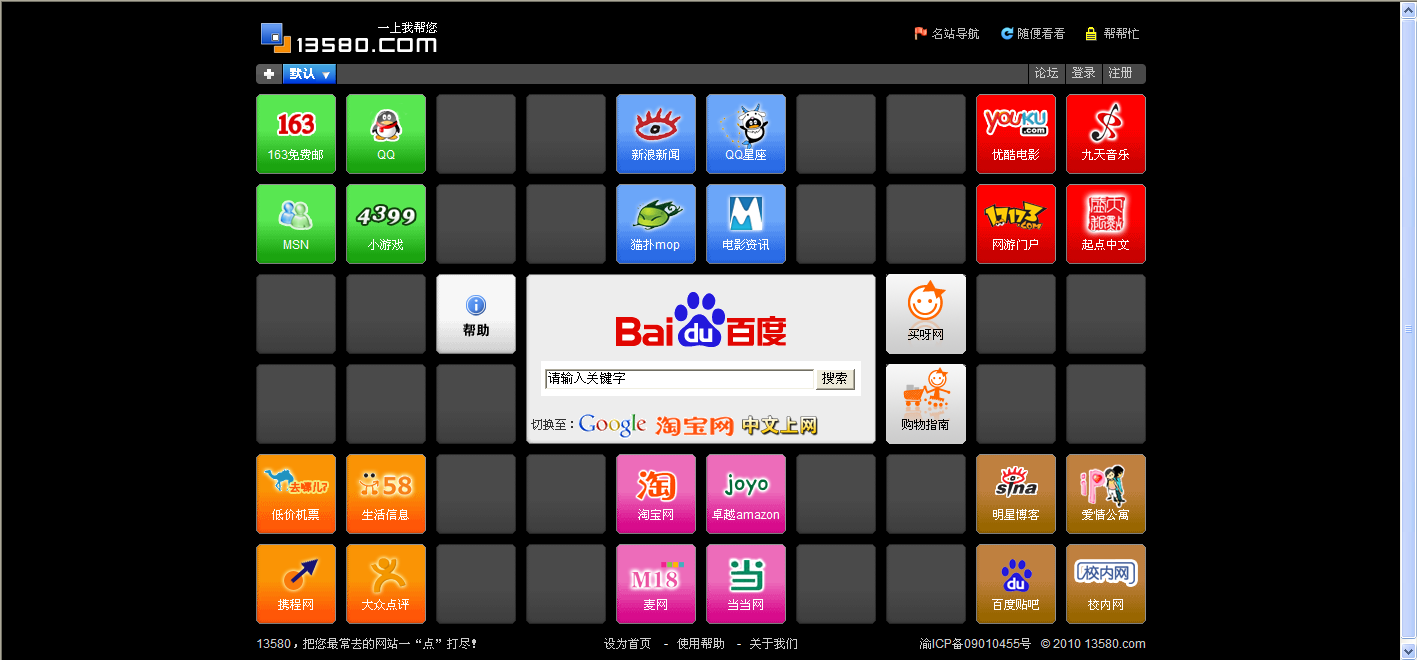 一上我帮您
13580.com
名站导航 随便看看 帮帮忙
默认 论坛 登录 注册
163 YOUKU.com
163免费邮 QQ 新浪新闻 QQ星座 优酷电影 九天音乐
4399 M 17173.com
MSN 小游戏 猫扑mop 电影资讯 网游门户 起点中文
Bai du 百度
帮助 买呀网
请输入关键字 搜索
切换至: Google 淘宝网 中文上网 购物指南
去哪儿? 58 淘 joyo sina iP
低价机票 生活信息 淘宝网 卓越amazon 明星博客 爱情公寓
M18 当 du 校内网
携程网 大众点评 麦网 当当网 百度贴吧 校内网
13580，把您最常去的网站一“点”打尽! 设为首页 - 使用帮助 - 关于我们 渝ICP备09010455号 © 2010 13580.com